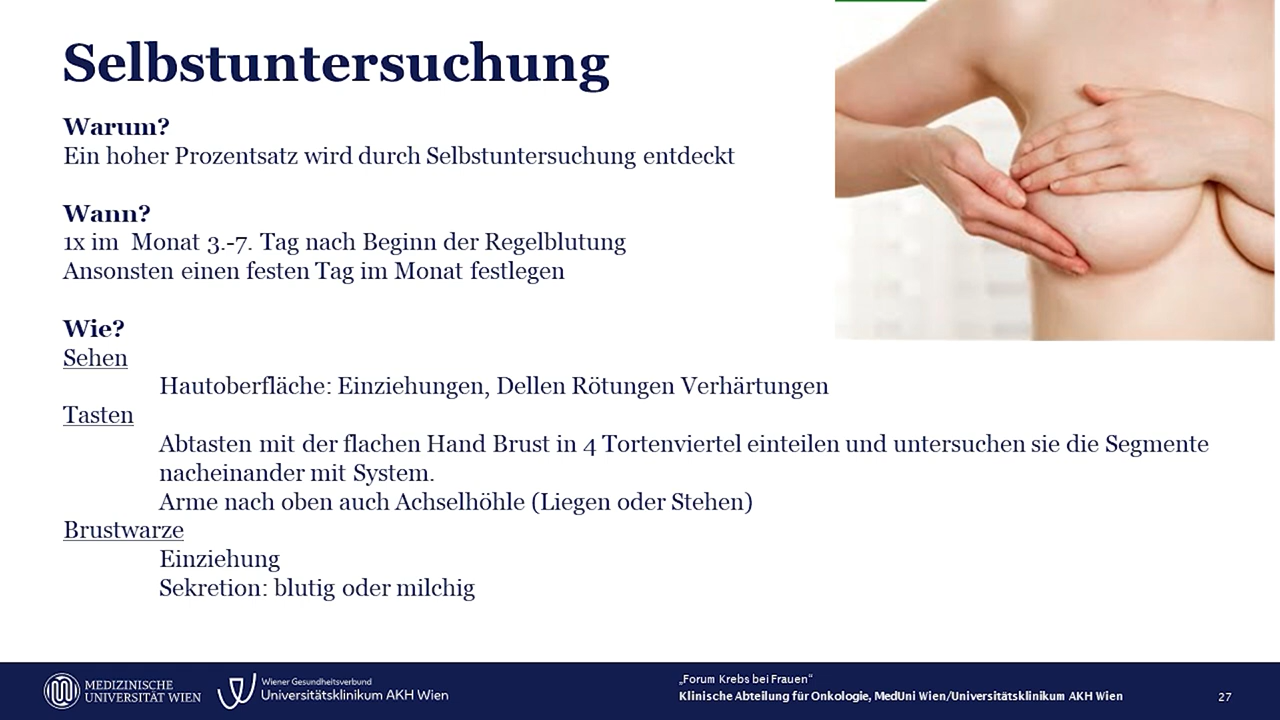 Selbstuntersuchung
Warum?
Ein hoher Prozentsatz wird durch Selbstuntersuchung entdeckt
Wann?
1x im  Monat 3.-7. Tag nach Beginn der Regelblutung
Ansonsten einen festen Tag im Monat festlegen
Wie?
Sehen
Hautoberfläche: Einziehungen, Dellen Rötungen Verhärtungen
Tasten
Abtasten mit der flachen Hand Brust in 4 Tortenviertel einteilen und untersuchen sie die Segmente
nacheinander mit System.
Arme nach oben auch Achselhöhle (Liegen oder Stehen)
Brustwarze
Einziehung
Sekretion: blutig oder milchig
MEDIZINISCHE
UNIVERSITÄT WIEN
Wiener Gesundheitsverbund
Universitätsklinikum AKH Wien
„Forum Krebs bei Frauen“
Klinische Abteilung für Onkologie, MedUni Wien/Universitätsklinikum AKH Wien
27